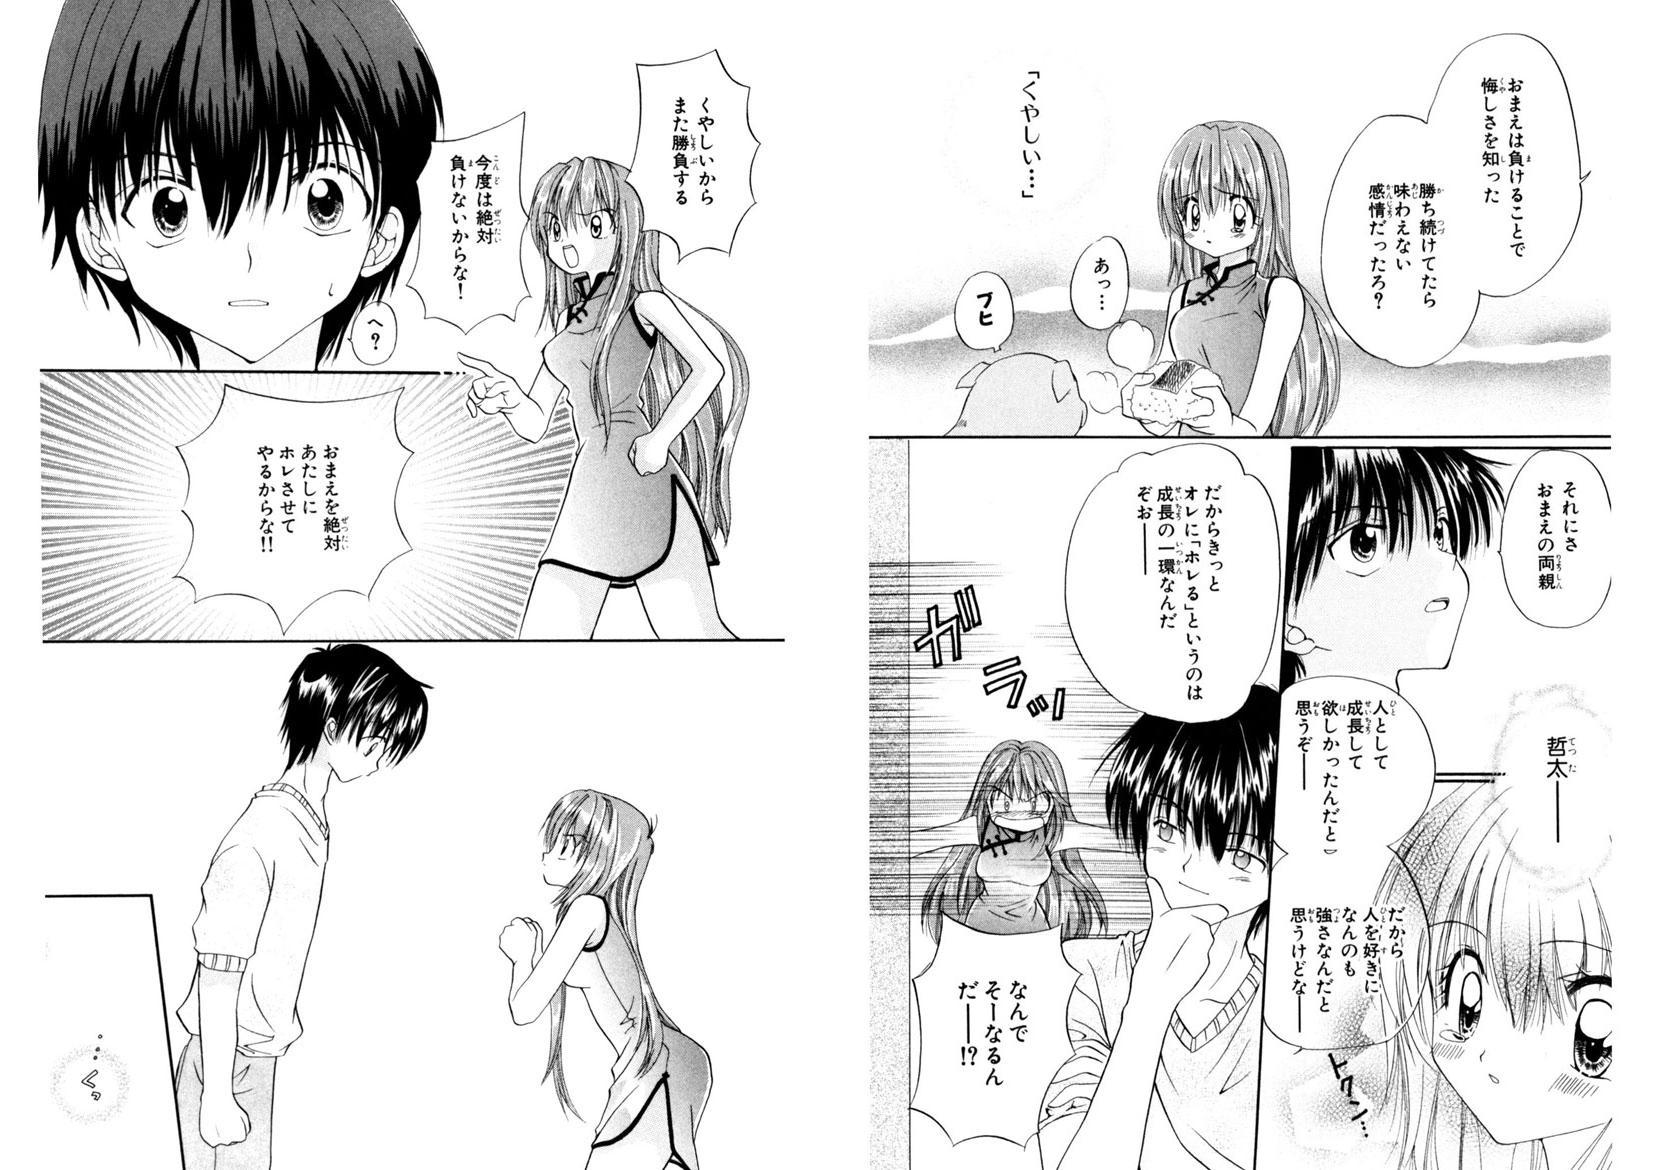 おまえは負けることで
悔しさを知った
勝ち続けてたら
味わえない
感情だったろ？
「くやしい…」
あっ…
ブヒ
それにさ
おまえの両親
哲太――
人として
成長して
欲しかったんだと
思うぞ――
だから
人を好きに
なんのも
強さなんだと
思うけどな――
トクン…
だからきっと
オレに「ホレる」というのは
成長の一環なんだ
ぞお――
ガラッ
なんで
そーなるん
だ――!?
くやしいから
また勝負する
今度は絶対
負けないからな！
へ？
おまえを絶対
あたしに
ホレさせて
やるからな!!
…くっ